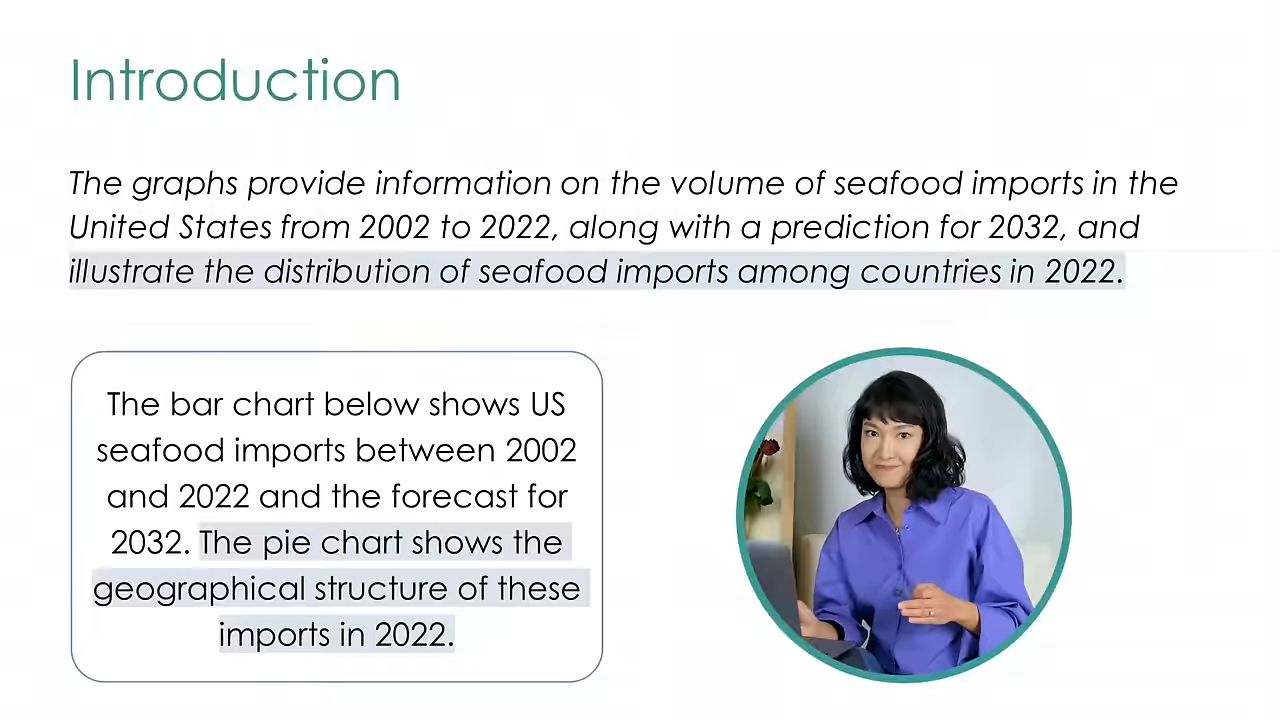 Introduction
The graphs provide information on the volume of seafood imports in the
United States from 2002 to 2022, along with a prediction for 2032, and
illustrate the distribution of seafood imports among countries in 2022.
The bar chart below shows US
seafood imports between 2002
and 2022 and the forecast for
2032. The pie chart shows the
geographical structure of these
imports in 2022.